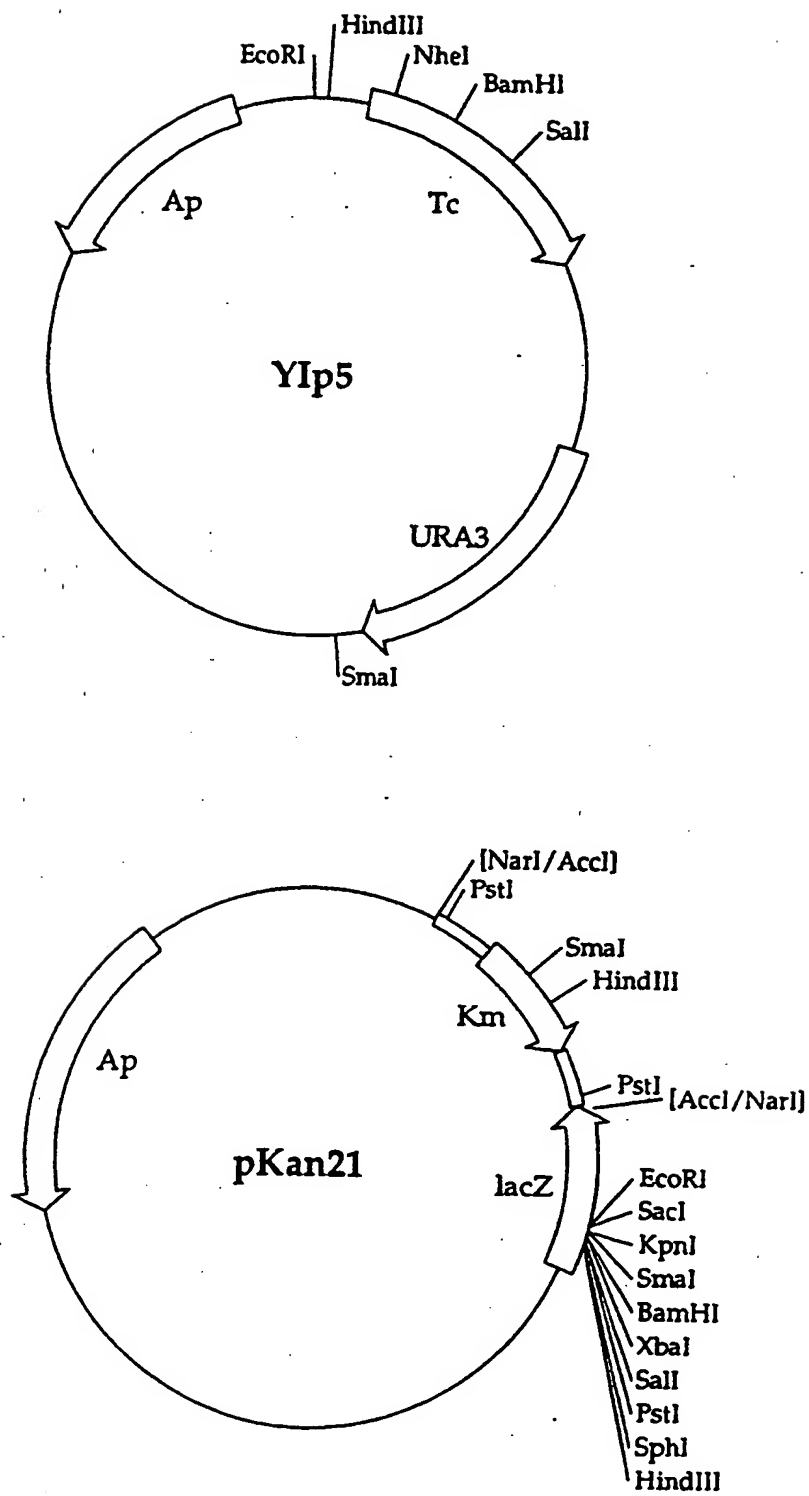 HindIII
EcoRI
NheI
BamHI
SalI
Ap
Tc
YIp5
URA3
SmaI
[NarI/AccI]
PstI
SmaI
HindIII
Km
Ap
PstI
[AccI/NarI]
pKan21
lacZ
EcoRI
SacI
KpnI
SmaI
BamHI
XbaI
SalI
PstI
SphI
HindIII